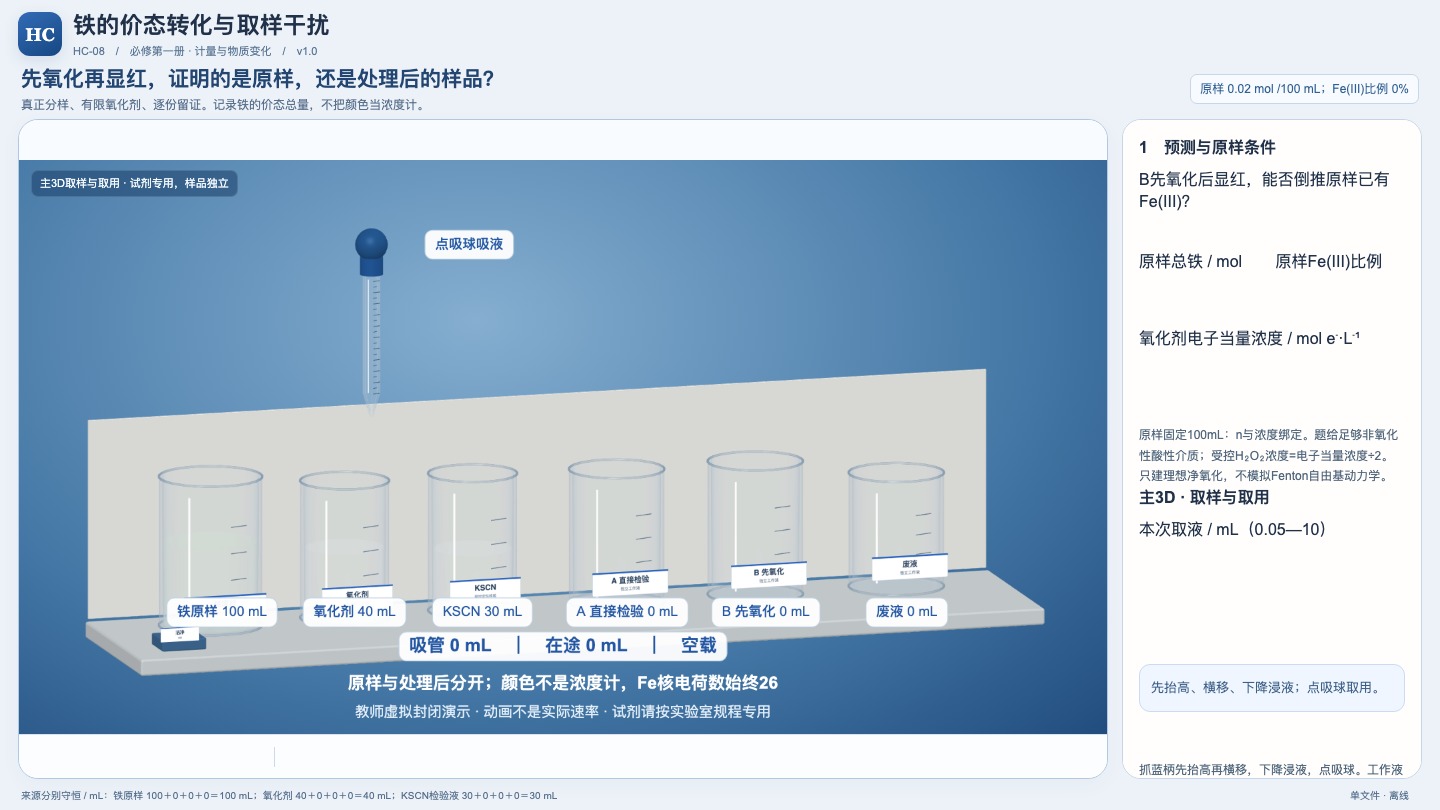 HC
铁的价态转化与取样干扰
HC-08 / 必修第一册 · 计量与物质变化 / v1.0
先氧化再显红，证明的是原样，还是处理后的样品?
真正分样、有限氧化剂、逐份留证。记录铁的价态总量，不把颜色当浓度计。
原样 0.02 mol /100 mL；Fe(III)比例 0%
主3D取样与取用 · 试剂专用，样品独立
点吸球吸液
氧化剂
KSCN
A 直接检验
B 先氧化
废液
铁原样 100 mL
氧化剂 40 mL
KSCN 30 mL
A 直接检验 0 mL
B 先氧化 0 mL
废液 0 mL
吸管 0 mL ｜ 在途 0 mL ｜ 空载
原样与处理后分开；颜色不是浓度计，Fe核电荷数始终26
教师虚拟封闭演示 · 动画不是实际速率 · 试剂请按实验室规程专用
1 预测与原样条件
B先氧化后显红，能否倒推原样已有
Fe(III)?
原样总铁 / mol 原样Fe(III)比例
氧化剂电子当量浓度 / mol e⁻·L⁻¹
原样固定100mL：n与浓度绑定。题给足够非氧化
性酸性介质；受控H₂O₂浓度=电子当量浓度÷2。
只建理想净氧化，不模拟Fenton自由基动力学。
主3D · 取样与取用
本次取液 / mL（0.05—10）
先抬高、横移、下降浸液；点吸球取用。
抓蓝柄先抬高再横移，下降浸液，点吸球。工作液
来源分别守恒 / mL：铁原样 100＋0＋0＋0＝100 mL；氧化剂 40＋0＋0＋0＝40 mL；KSCN检验液 30＋0＋0＋0＝30 mL
单文件 · 离线